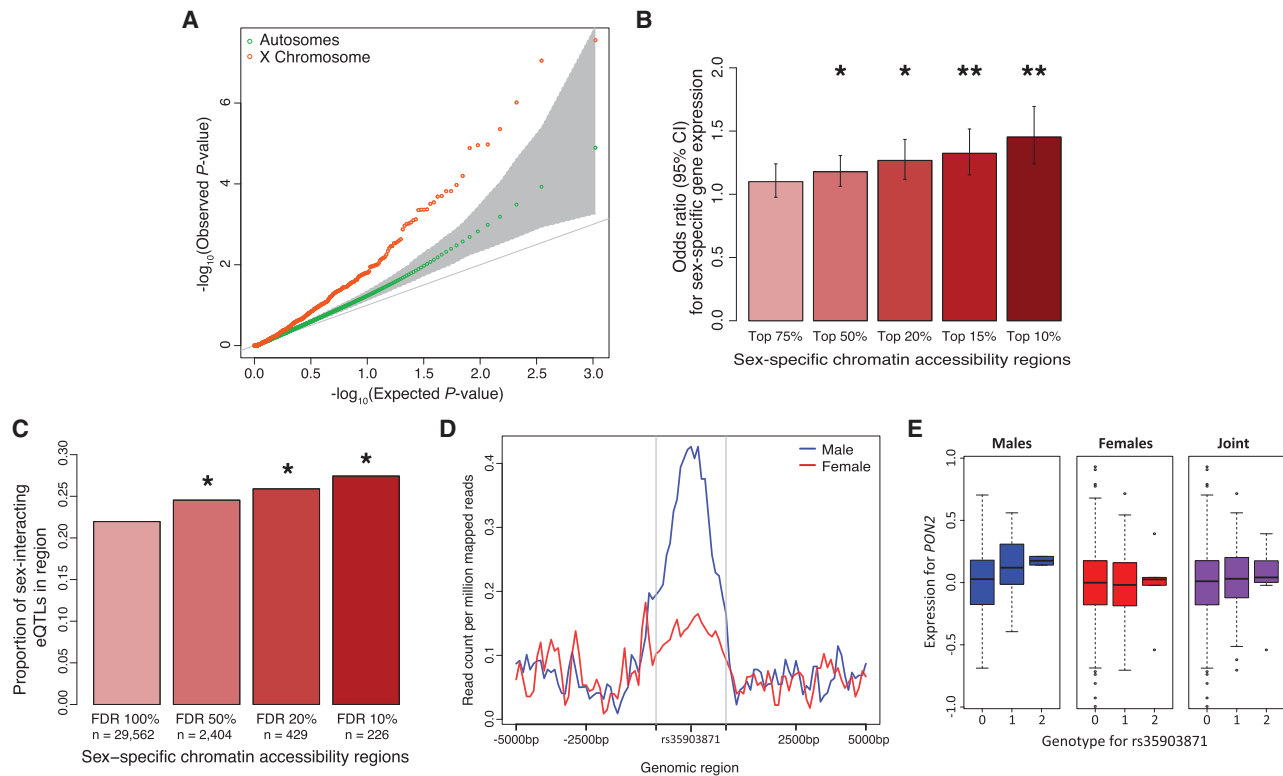 A
Autosomes
X Chromosome
-log10(Observed P-value)
0
2
4
6
0.0
0.5
1.0
1.5
2.0
2.5
3.0
-log10(Expected P-value)
B
Odds ratio (95% CI)
for sex-specific gene expression
0.0
0.5
1.0
1.5
2.0
*
*
**
**
Top 75%
Top 50%
Top 20%
Top 15%
Top 10%
Sex-specific chromatin accessibility regions
C
Proportion of sex-interacting
eQTLs in region
0.00
0.05
0.10
0.15
0.20
0.25
0.30
*
*
*
FDR 100%
n = 29,562
FDR 50%
n = 2,404
FDR 20%
n = 429
FDR 10%
n = 226
Sex−specific chromatin accessibility regions
D
Male
Female
Read count per million mapped reads
0.0
0.1
0.2
0.3
0.4
-5000bp
-2500bp
rs35903871
2500bp
5000bp
Genomic region
E
Males
Females
Joint
Expression for PON2
-1.0
-0.5
0.0
0.5
1.0
0
1
2
0
1
2
0
1
2
Genotype for rs35903871